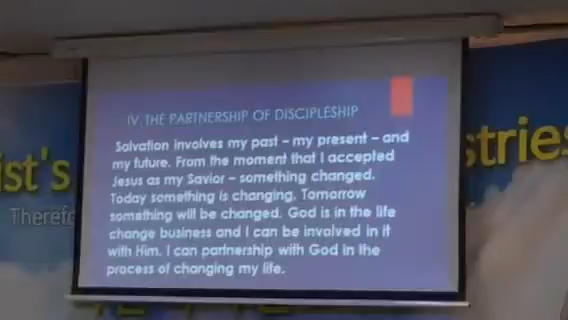 IV. THE PARTNERSHIP OF DISCIPLESHIP
Salvation involves my past – my present – and
my future. From the moment that I accepted
Jesus as my Savior – something changed.
Today something is changing. Tomorrow
something will be changed. God is in the life
change business and I can be involved in it
with Him. I can partnership with God in the
process of changing my life.
ist's
stries
Therefo